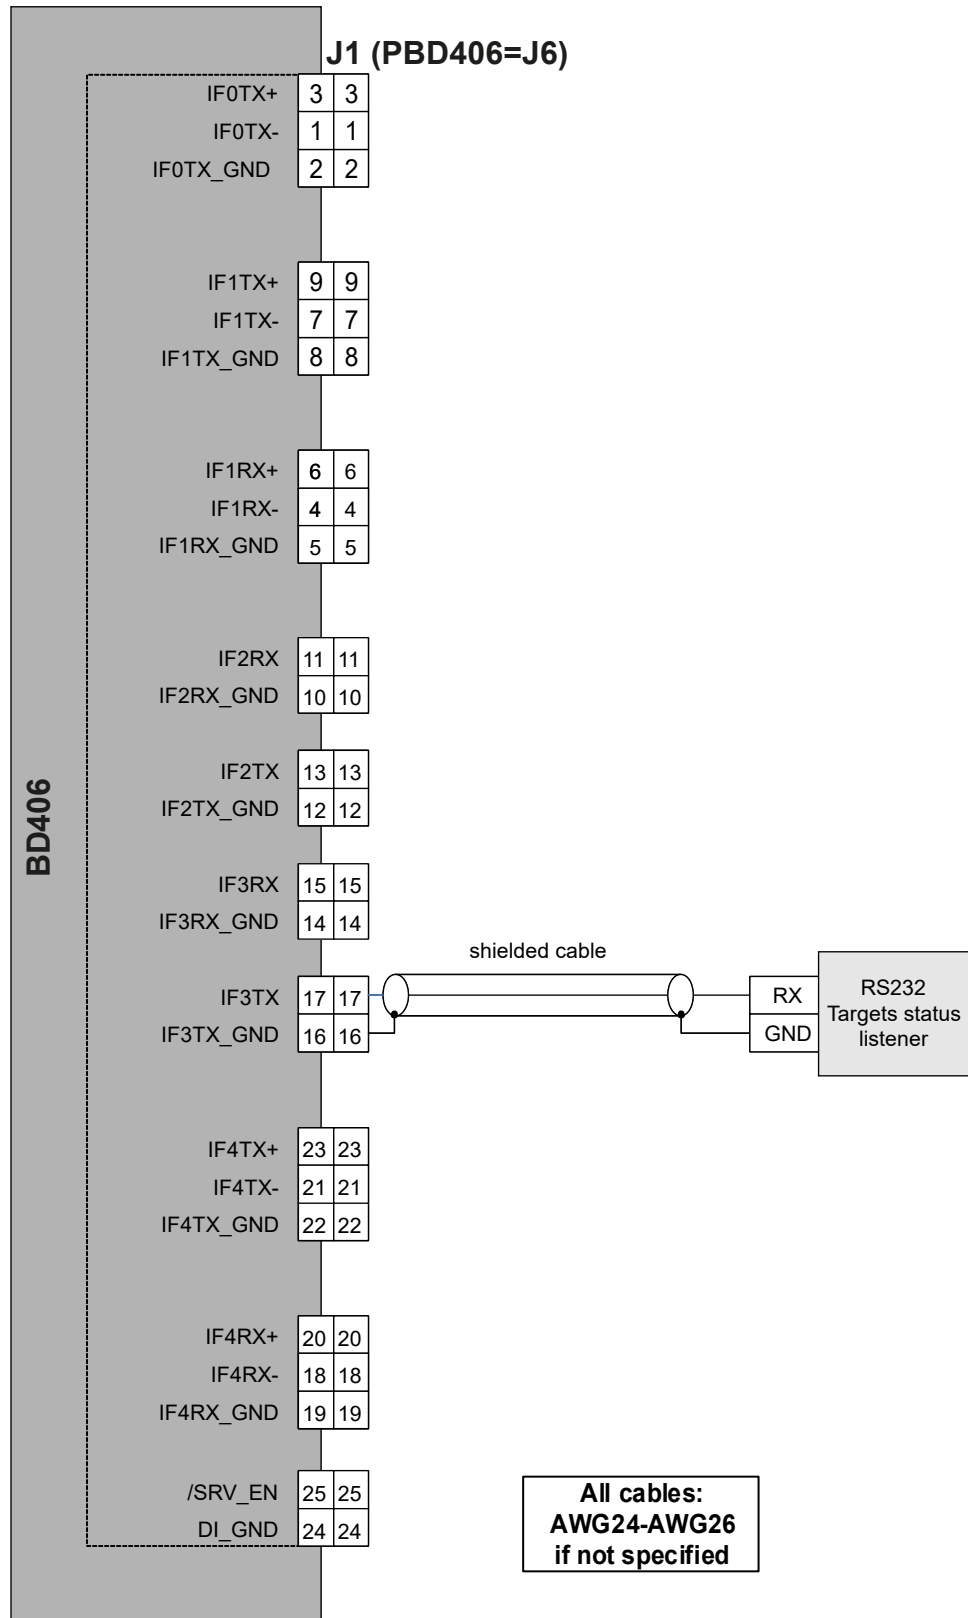 J1 (PBD406=J6)
IF0TX+ 3 3
IF0TX- 1 1
IF0TX_GND 2 2
IF1TX+ 9 9
IF1TX- 7 7
IF1TX_GND 8 8
IF1RX+ 6 6
IF1RX- 4 4
IF1RX_GND 5 5
IF2RX 11 11
IF2RX_GND 10 10
IF2TX 13 13
IF2TX_GND 12 12
BD406
IF3RX 15 15
IF3RX_GND 14 14
shielded cable
IF3TX 17 17
IF3TX_GND 16 16
RX
GND
RS232
Targets status
listener
IF4TX+ 23 23
IF4TX- 21 21
IF4TX_GND 22 22
IF4RX+ 20 20
IF4RX- 18 18
IF4RX_GND 19 19
/SRV_EN 25 25
DI_GND 24 24
All cables:
AWG24-AWG26
if not specified